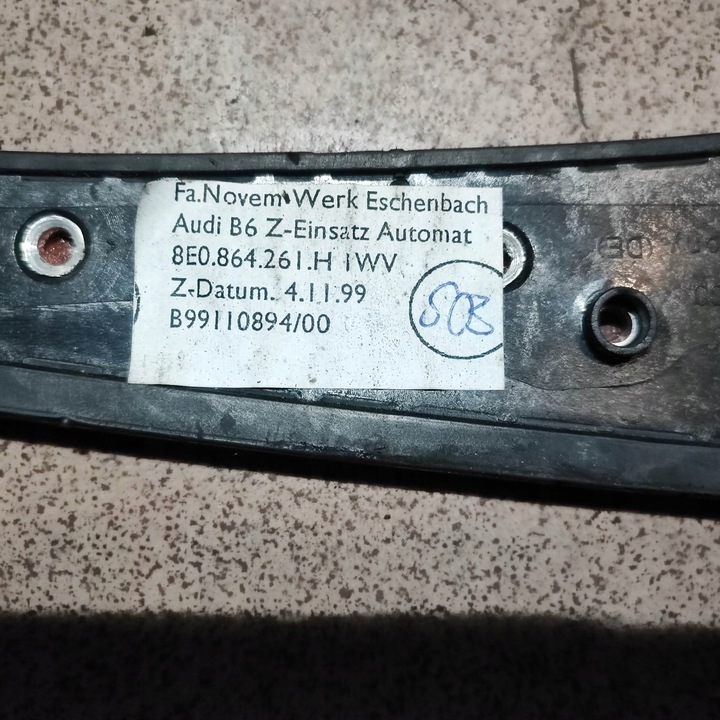 Fa.Novem Werk Eschenbach
Audi B6 Z-Einsatz Automat
8E0.864.261.H 1WV
Z-Datum. 4.11.99
B99110894/00